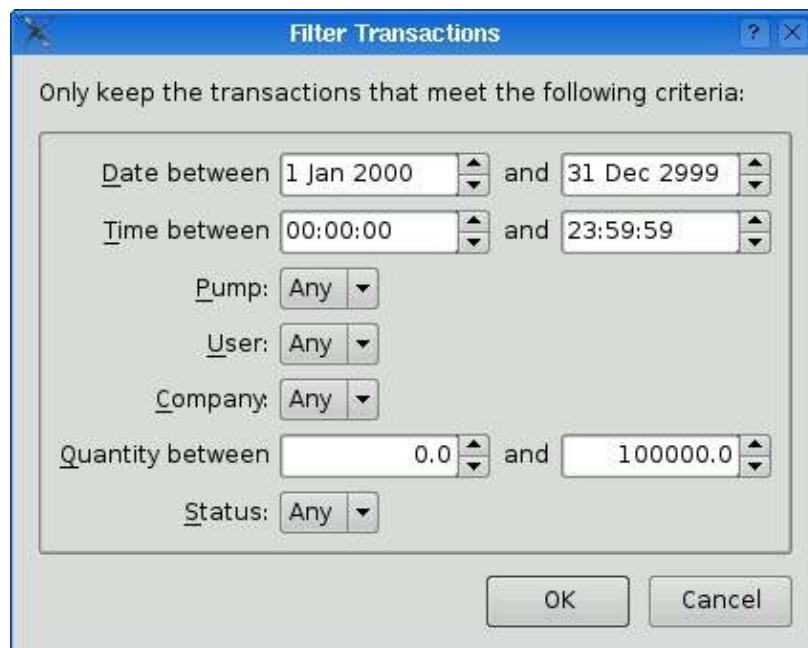 Filter Transactions ?
Only keep the transactions that meet the following criteria:
Date between 1 Jan 2000 and 31 Dec 2999
Time between 00:00:00 and 23:59:59
Pump: Any
User: Any
Company: Any
Quantity between 0.0 and 100000.0
Status: Any
OK Cancel